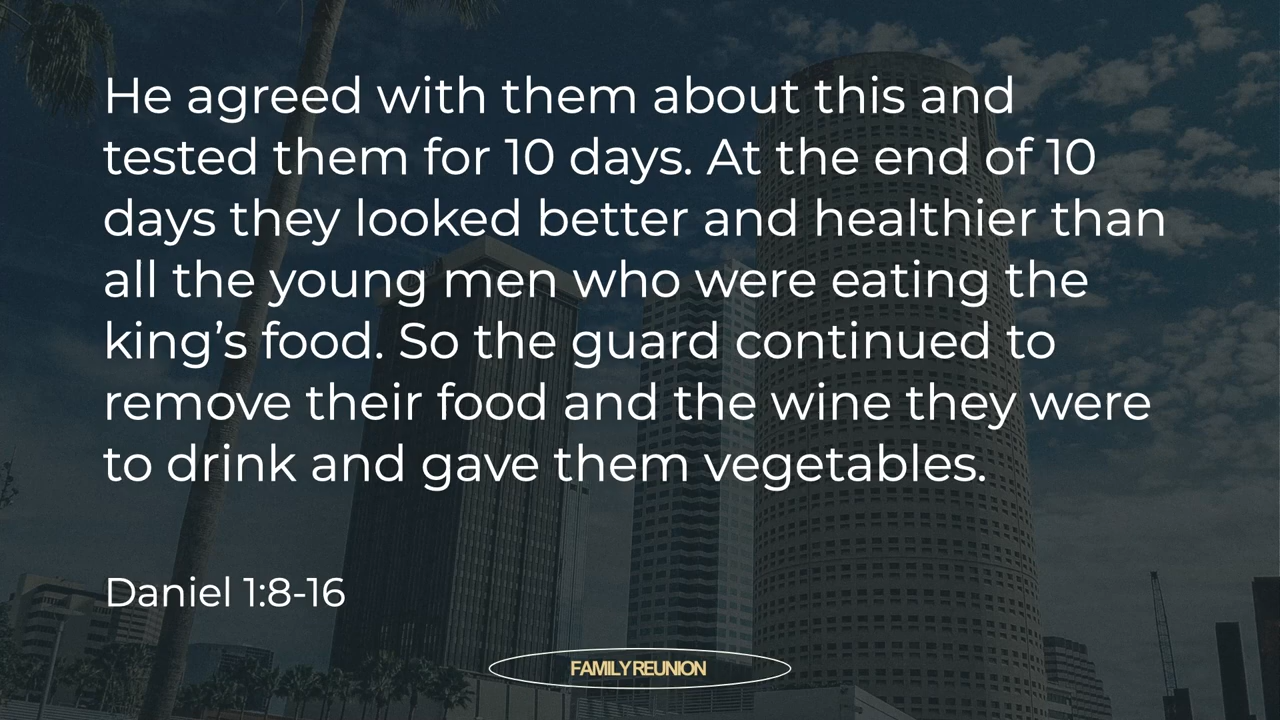 He agreed with them about this and
tested them for 10 days. At the end of 10
days they looked better and healthier than
all the young men who were eating the
king’s food. So the guard continued to
remove their food and the wine they were
to drink and gave them vegetables.
Daniel 1:8-16
FAMILY REUNION